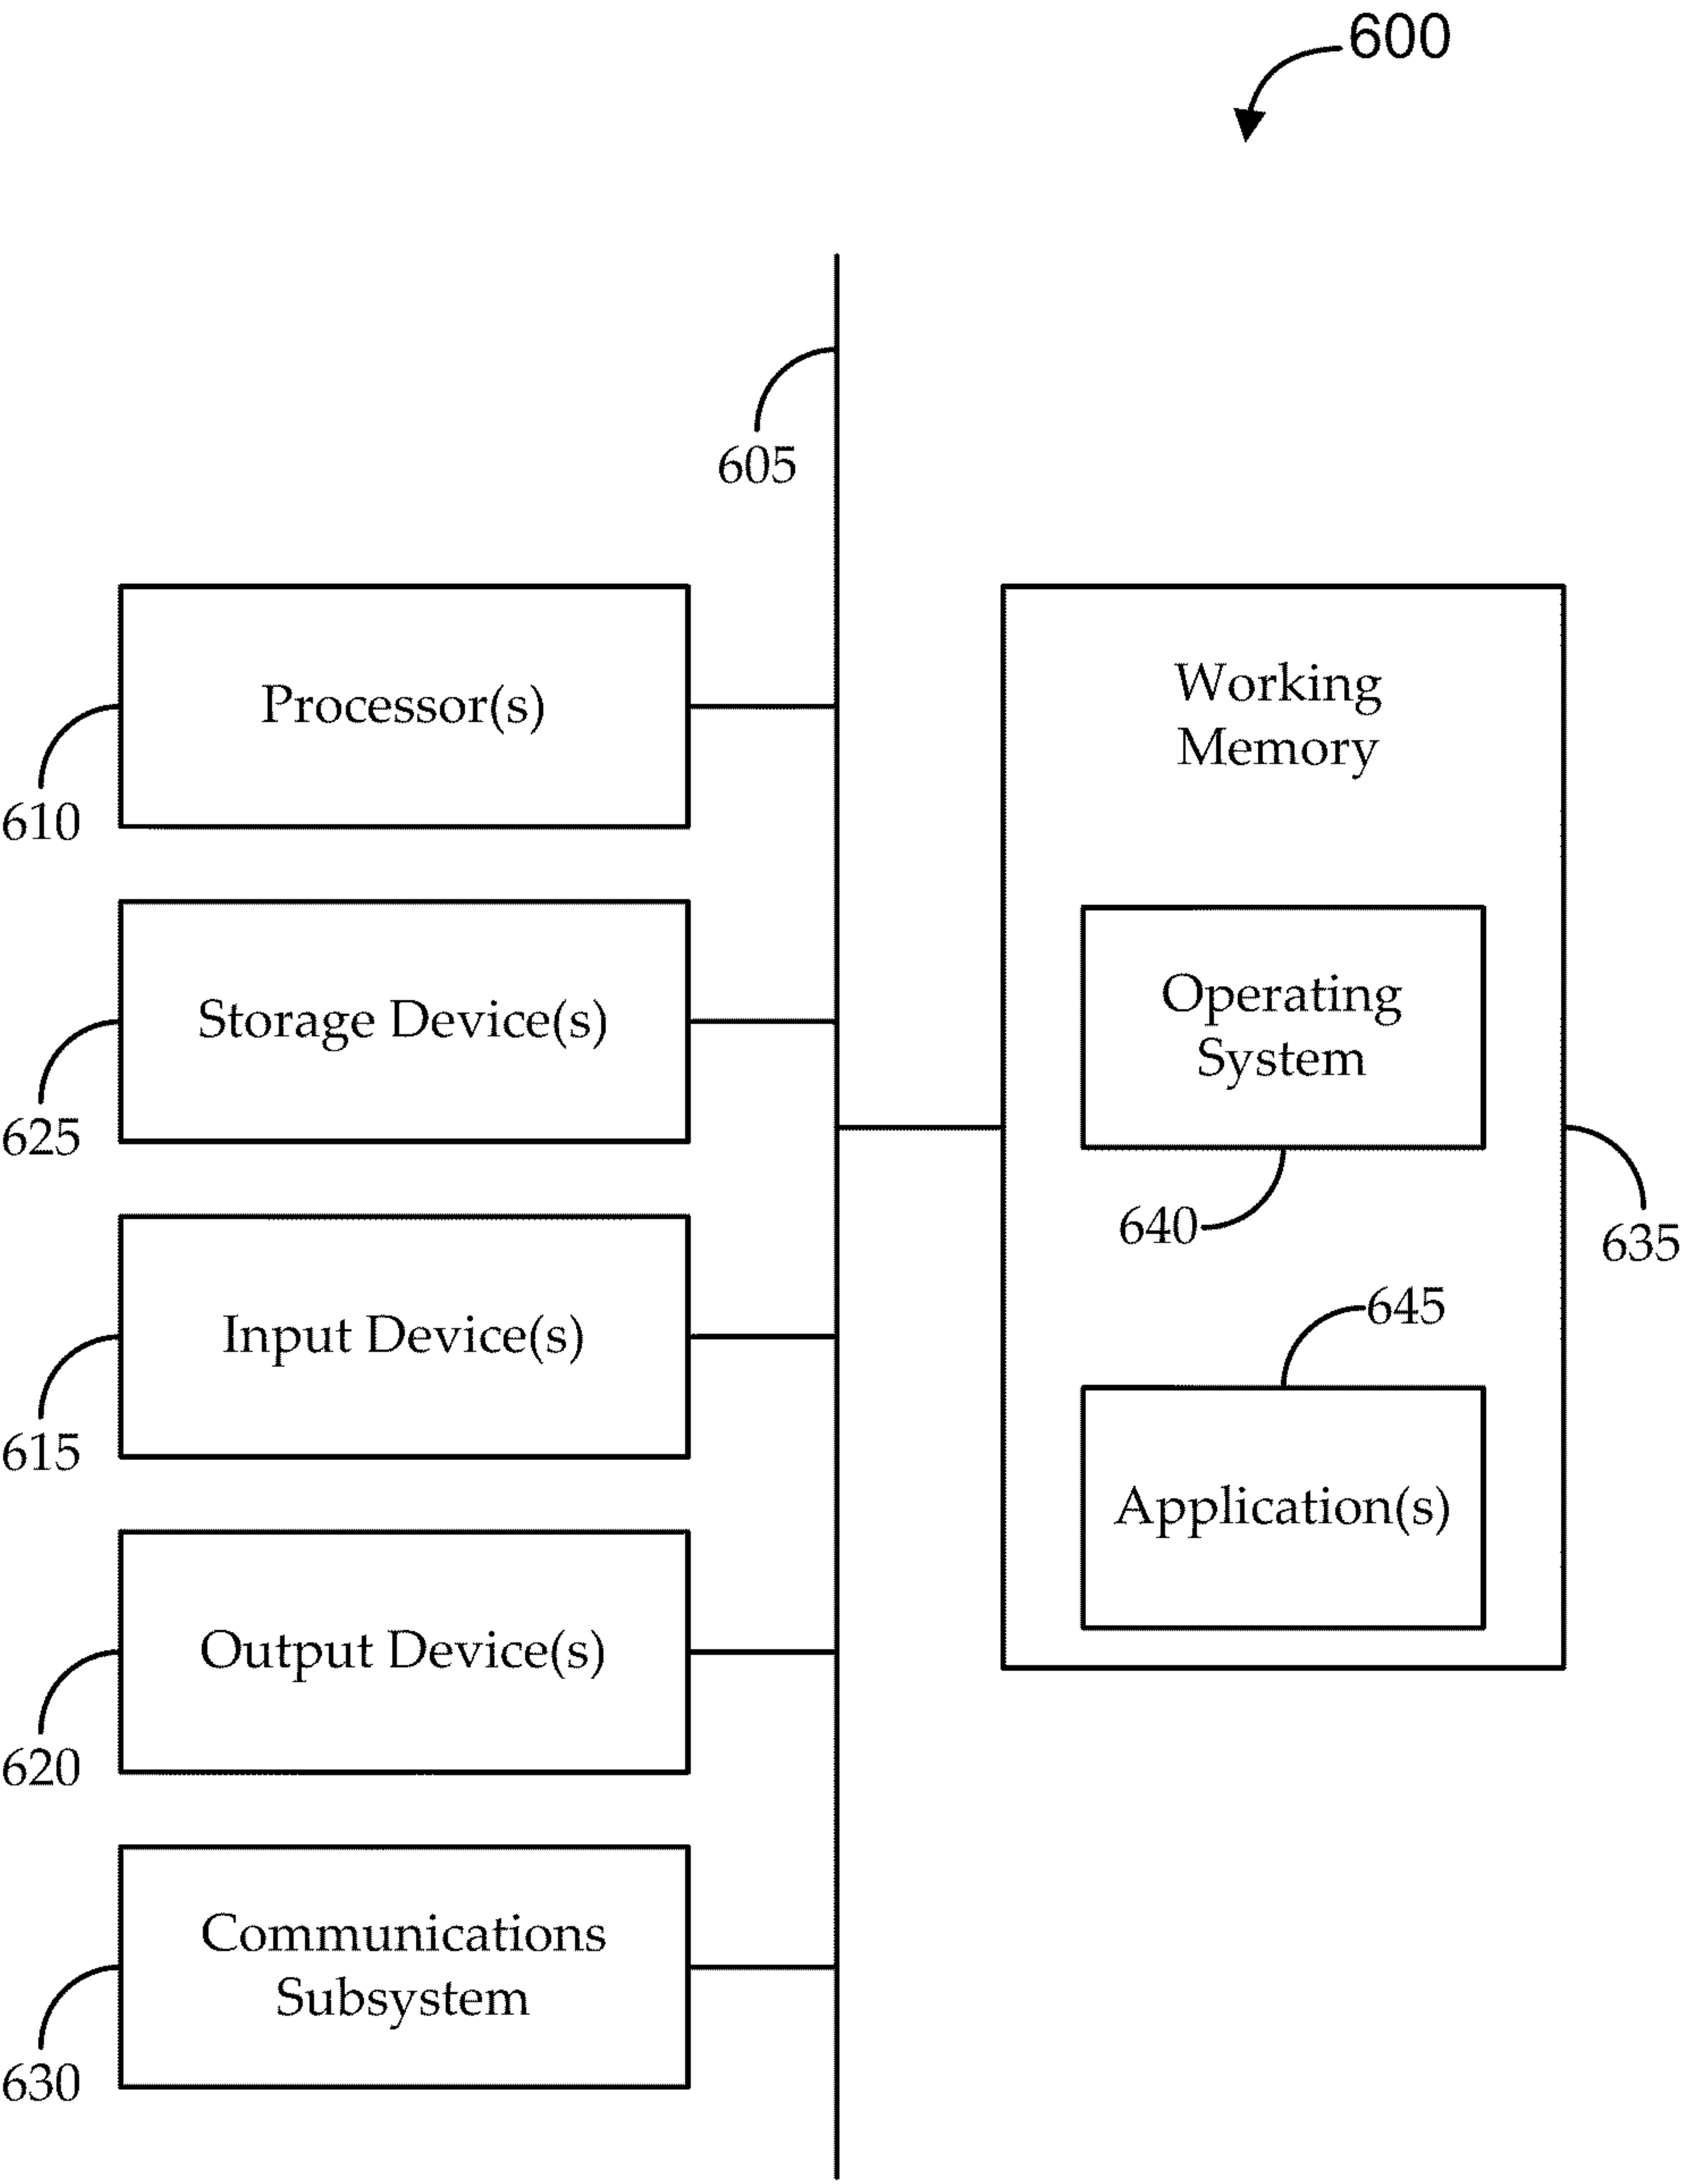 600
605
Processor(s)
610
Storage Device(s)
625
Input Device(s)
615
Output Device(s)
620
Communications
Subsystem
630
Working
Memory
Operating
System
640
635
645
Application(s)